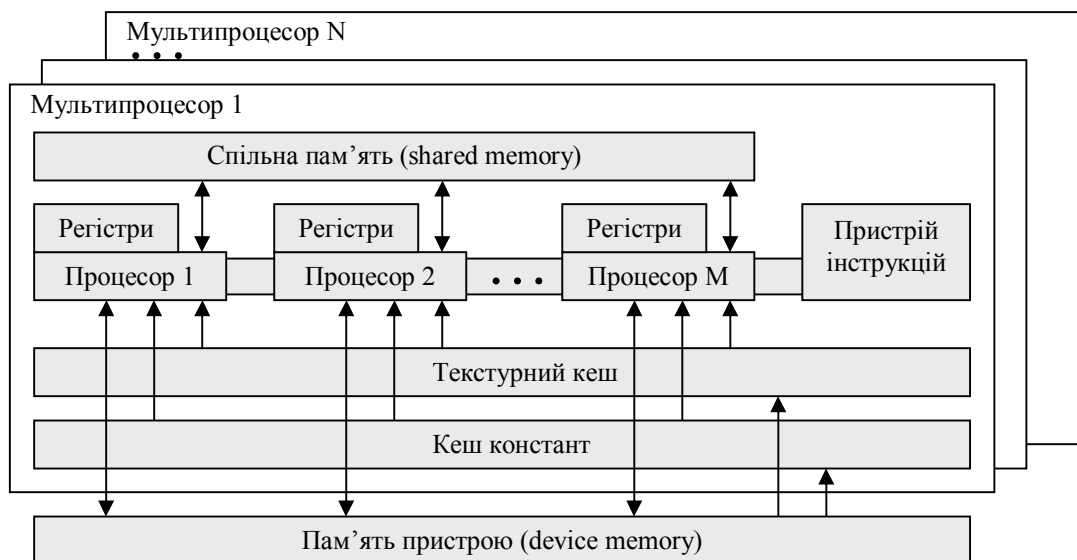 Мультипроцесор N
• • •
Мультипроцесор 1
Спільна пам’ять (shared memory)
Регістри
Регістри
Регістри
Пристрій
інструкцій
Процесор 1
Процесор 2
• • •
Процесор M
Текстурний кеш
Кеш констант
Пам’ять пристрою (device memory)